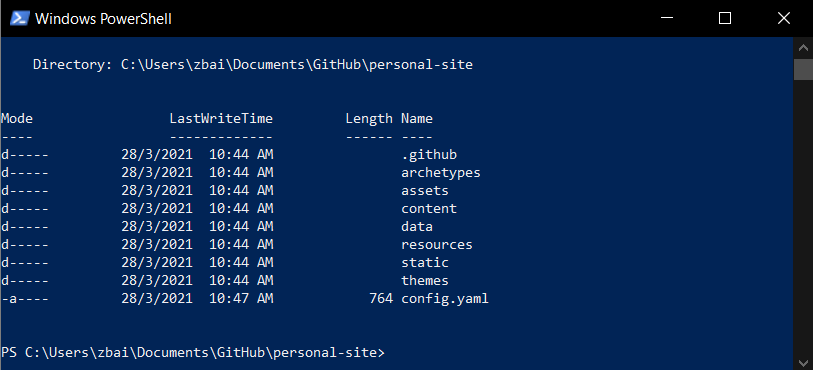 Windows PowerShell
Directory: C:\Users\zbai\Documents\GitHub\personal-site
Mode LastWriteTime Length Name
---- ------------- ------ ----
d----- 28/3/2021 10:44 AM .github
d----- 28/3/2021 10:44 AM archetypes
d----- 28/3/2021 10:44 AM assets
d----- 28/3/2021 10:44 AM content
d----- 28/3/2021 10:44 AM data
d----- 28/3/2021 10:44 AM resources
d----- 28/3/2021 10:44 AM static
d----- 28/3/2021 10:44 AM themes
-a---- 28/3/2021 10:47 AM 764 config.yaml
PS C:\Users\zbai\Documents\GitHub\personal-site>